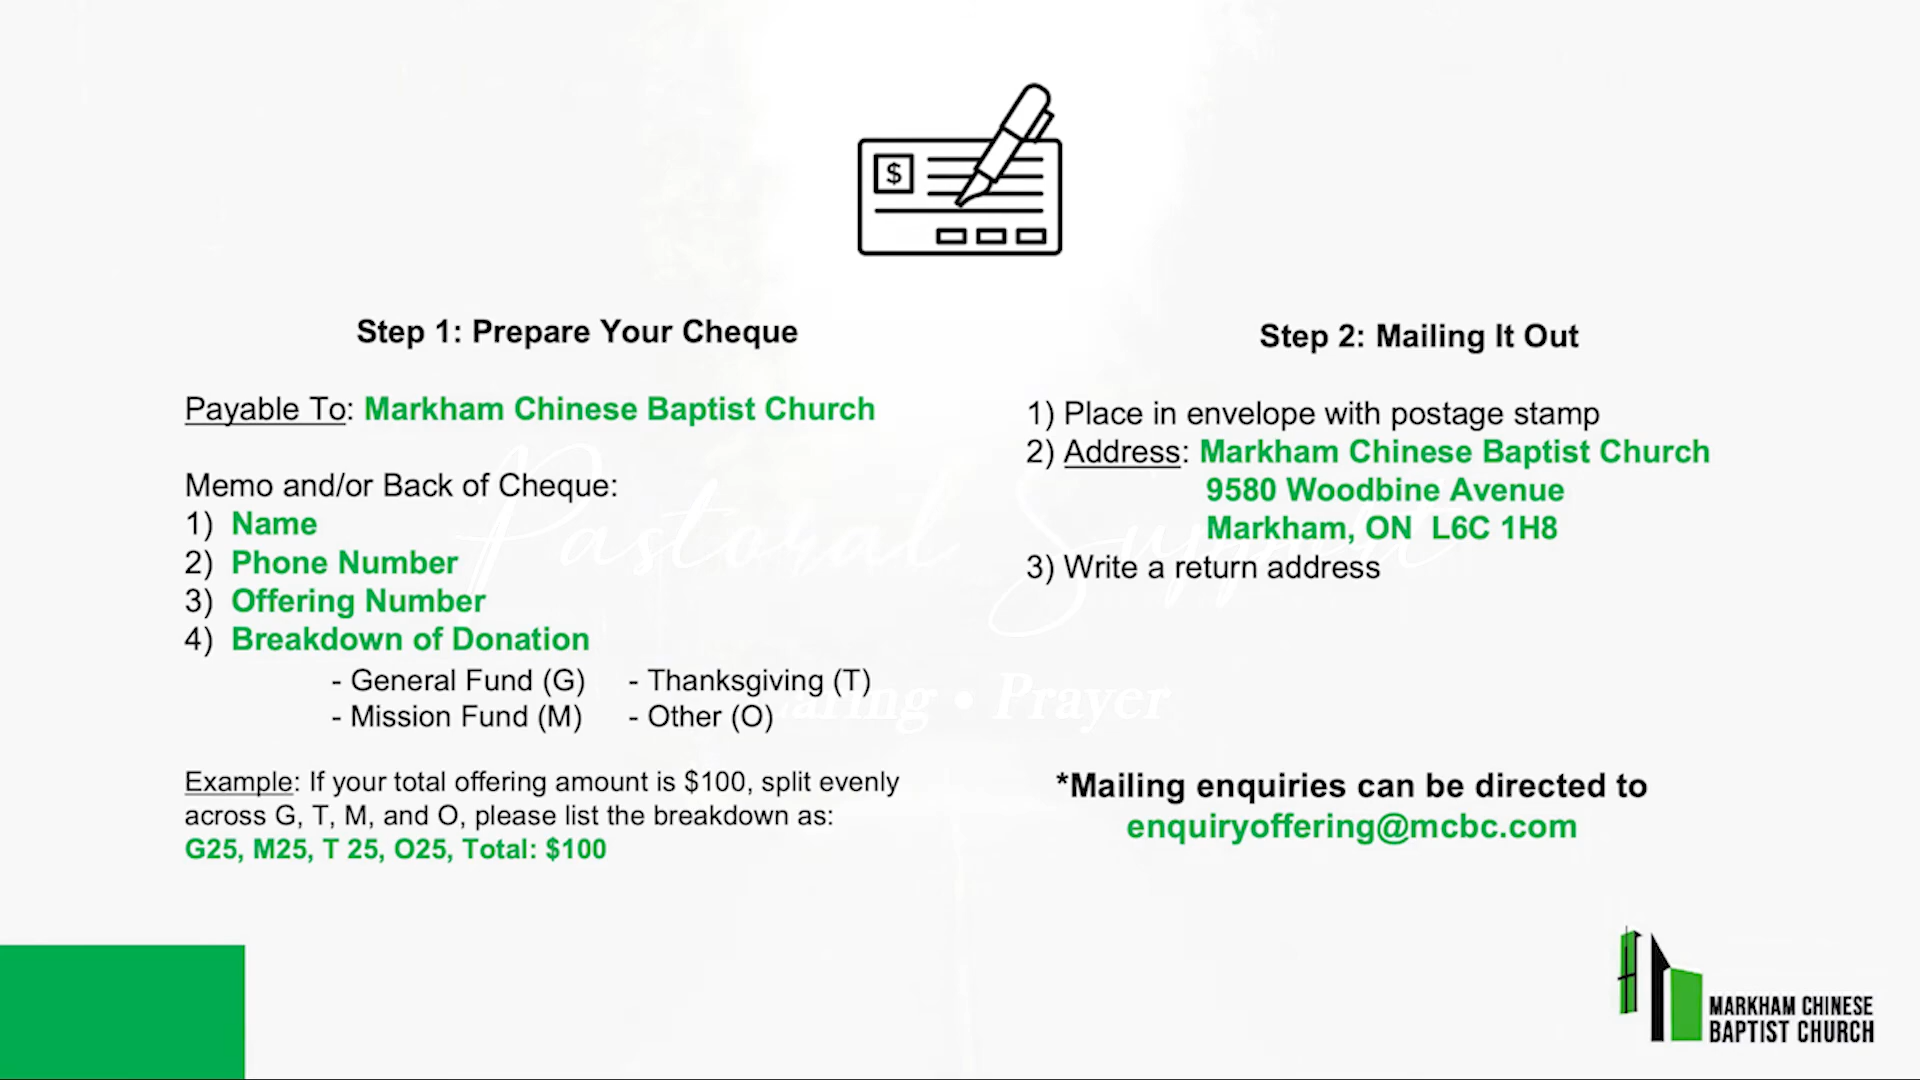 $
Step 1: Prepare Your Cheque
Payable To: Markham Chinese Baptist Church
Memo and/or Back of Cheque:
1) Name
2) Phone Number
3) Offering Number
4) Breakdown of Donation
- General Fund (G) - Thanksgiving (T)
- Mission Fund (M) - Other (O)
Example: If your total offering amount is $100, split evenly
across G, T, M, and O, please list the breakdown as:
G25, M25, T 25, O25, Total: $100
Step 2: Mailing It Out
1) Place in envelope with postage stamp
2) Address: Markham Chinese Baptist Church
9580 Woodbine Avenue
Markham, ON L6C 1H8
3) Write a return address
*Mailing enquiries can be directed to
enquiryoffering@mcbc.com
Pastoral Support
• Prayer
MARKHAM CHINESE
BAPTIST CHURCH